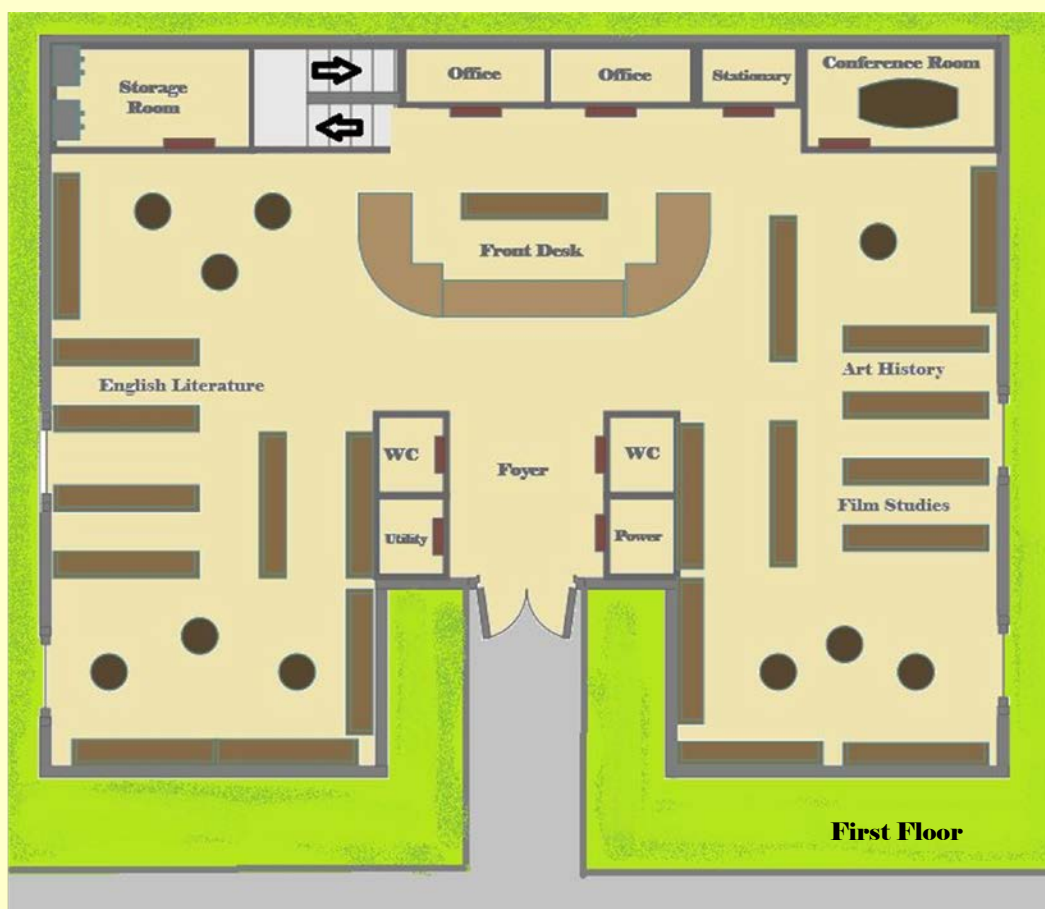 Storage
Room
Office
Office
Stationary
Conference Room
Front Desk
English Literature
Art History
WC
Foyer
WC
Film Studies
Utility
Power
First Floor